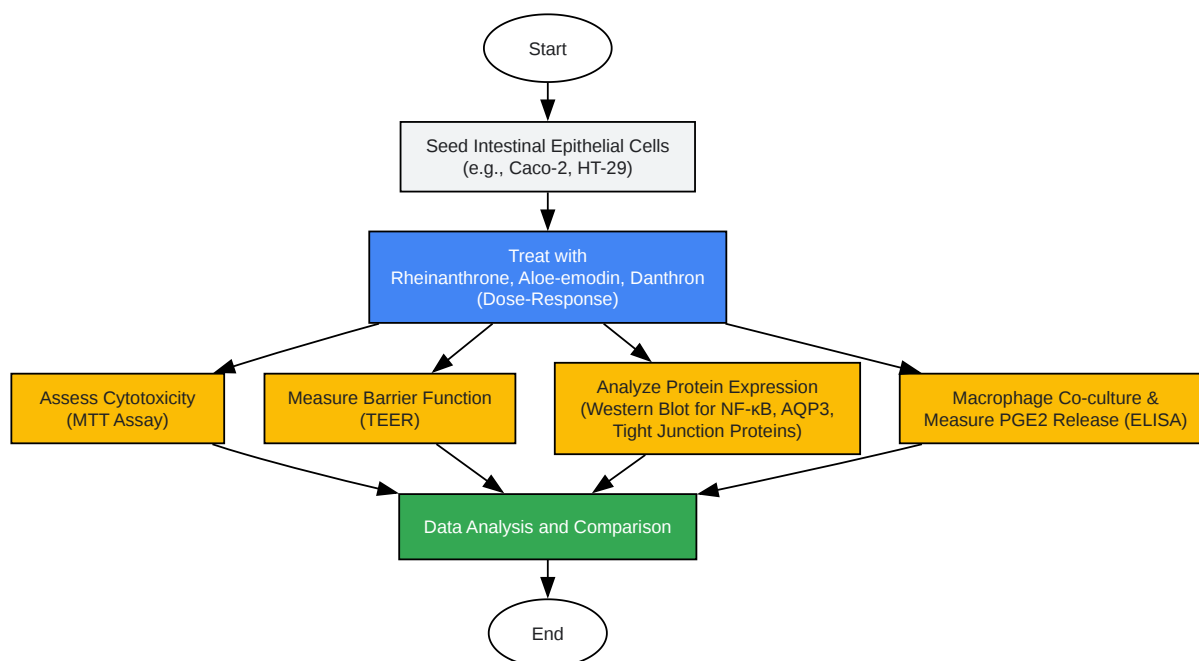 Start
Seed Intestinal Epithelial Cells
(e.g., Caco-2, HT-29)
Treat with
Rheinanthrone, Aloe-emodin, Danthron
(Dose-Response)
Assess Cytotoxicity
(MTT Assay)
Measure Barrier Function
(TEER)
Analyze Protein Expression
(Western Blot for NF-κB, AQP3,
Tight Junction Proteins)
Macrophage Co-culture &
Measure PGE2 Release (ELISA)
Data Analysis and Comparison
End